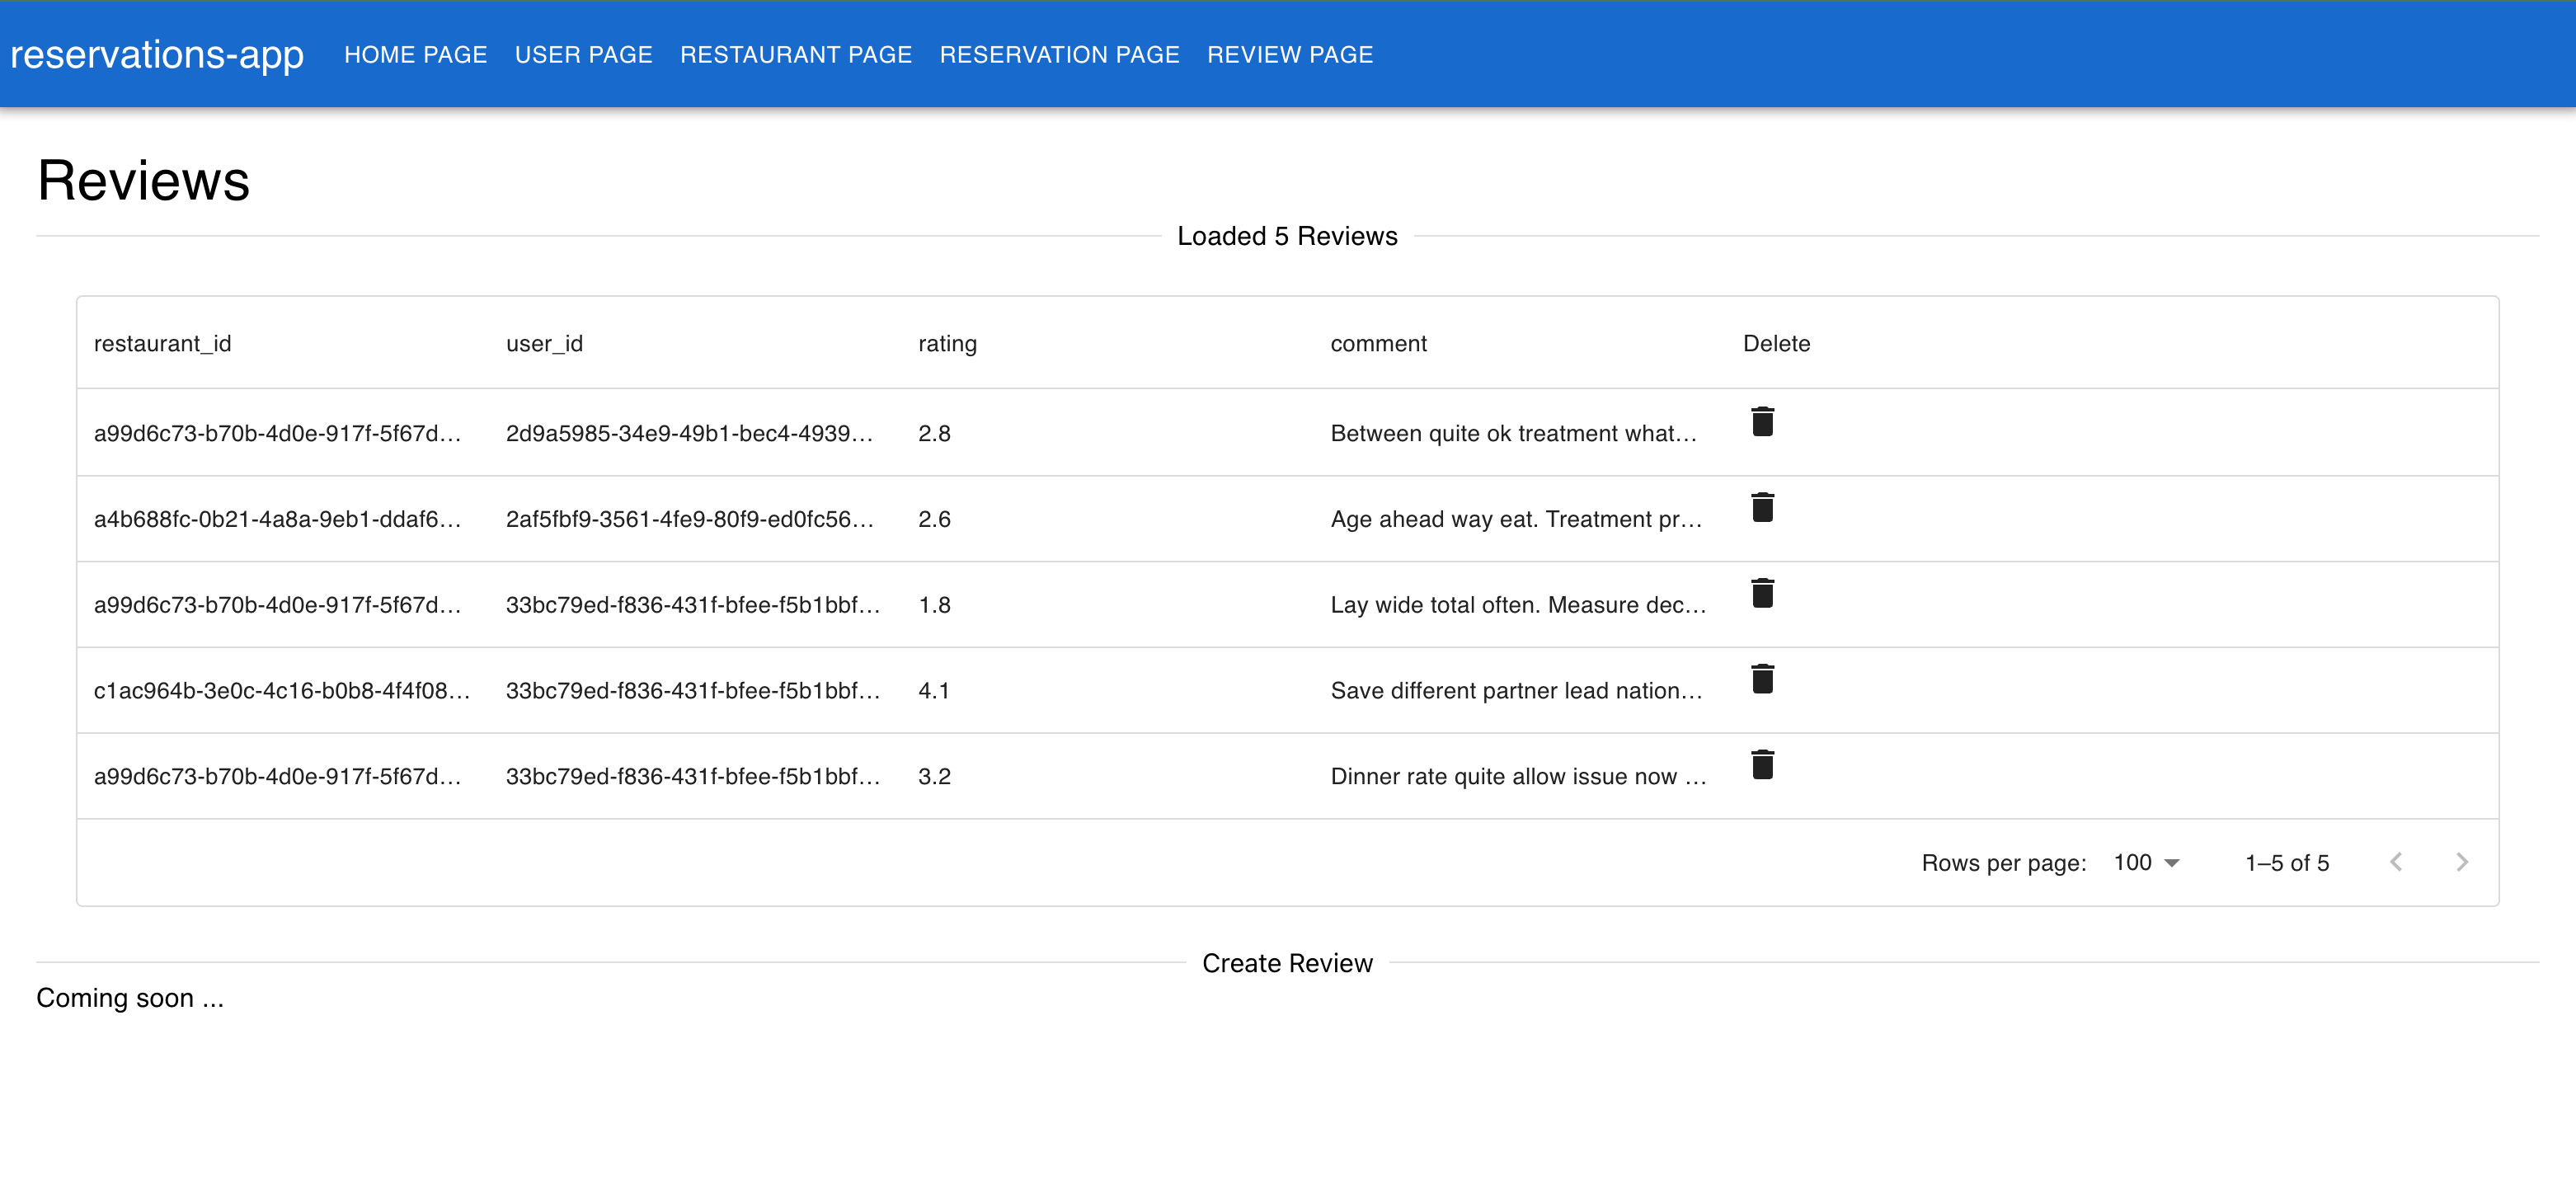 reservations-app HOME PAGE USER PAGE RESTAURANT PAGE RESERVATION PAGE REVIEW PAGE
Reviews
Loaded 5 Reviews
restaurant_id user_id rating comment Delete
a99d6c73-b70b-4d0e-917f-5f67d... 2d9a5985-34e9-49b1-bec4-4939... 2.8 Between quite ok treatment what...
a4b688fc-0b21-4a8a-9eb1-ddaf6... 2af5fbf9-3561-4fe9-80f9-ed0fc56... 2.6 Age ahead way eat. Treatment pr...
a99d6c73-b70b-4d0e-917f-5f67d... 33bc79ed-f836-431f-bfee-f5b1bbf... 1.8 Lay wide total often. Measure dec...
c1ac964b-3e0c-4c16-b0b8-4f4f08... 33bc79ed-f836-431f-bfee-f5b1bbf... 4.1 Save different partner lead nation...
a99d6c73-b70b-4d0e-917f-5f67d... 33bc79ed-f836-431f-bfee-f5b1bbf... 3.2 Dinner rate quite allow issue now ...
Rows per page: 100 1–5 of 5
Create Review
Coming soon ...